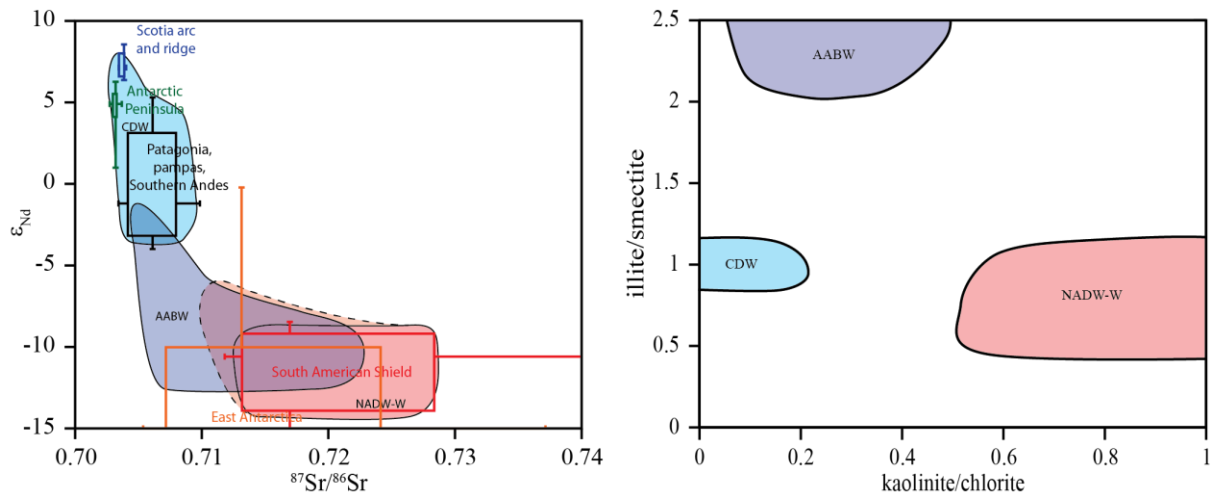 10
5
0
-5
-10
-15
εNd
0.70
0.71
0.72
0.73
0.74
87Sr/86Sr
Scotia arc
and ridge
Antarctic
Peninsula
CDW
Patagonia,
pampas,
Southern Andes
AABW
South American Shield
NADW-W
East Antarctica
2.5
2
1.5
1
0.5
0
illite/smectite
0
0.2
0.4
0.6
0.8
1
kaolinite/chlorite
AABW
CDW
NADW-W